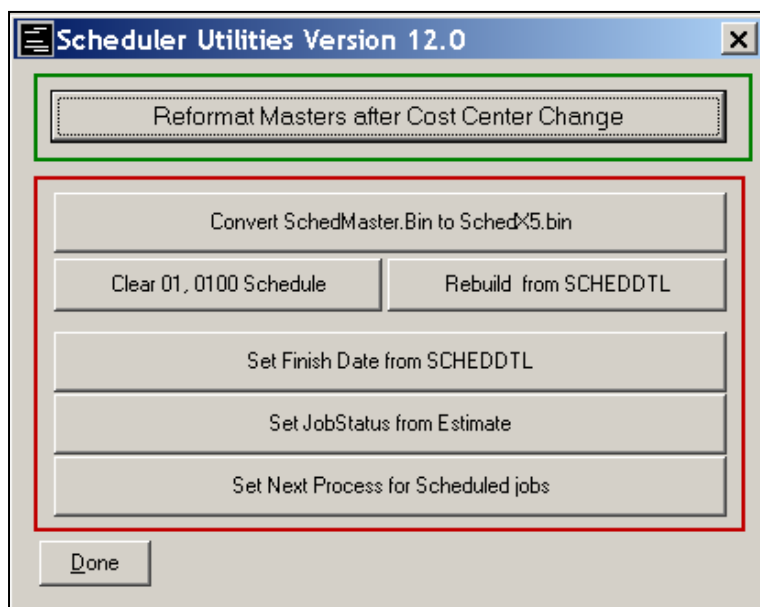 Scheduler Utilities Version 12.0
Reformat Masters after Cost Center Change
Convert SchedMaster.Bin to SchedX5.bin
Clear 01, 0100 Schedule
Rebuild from SCHEDDTL
Set Finish Date from SCHEDDTL
Set JobStatus from Estimate
Set Next Process for Scheduled jobs
Done